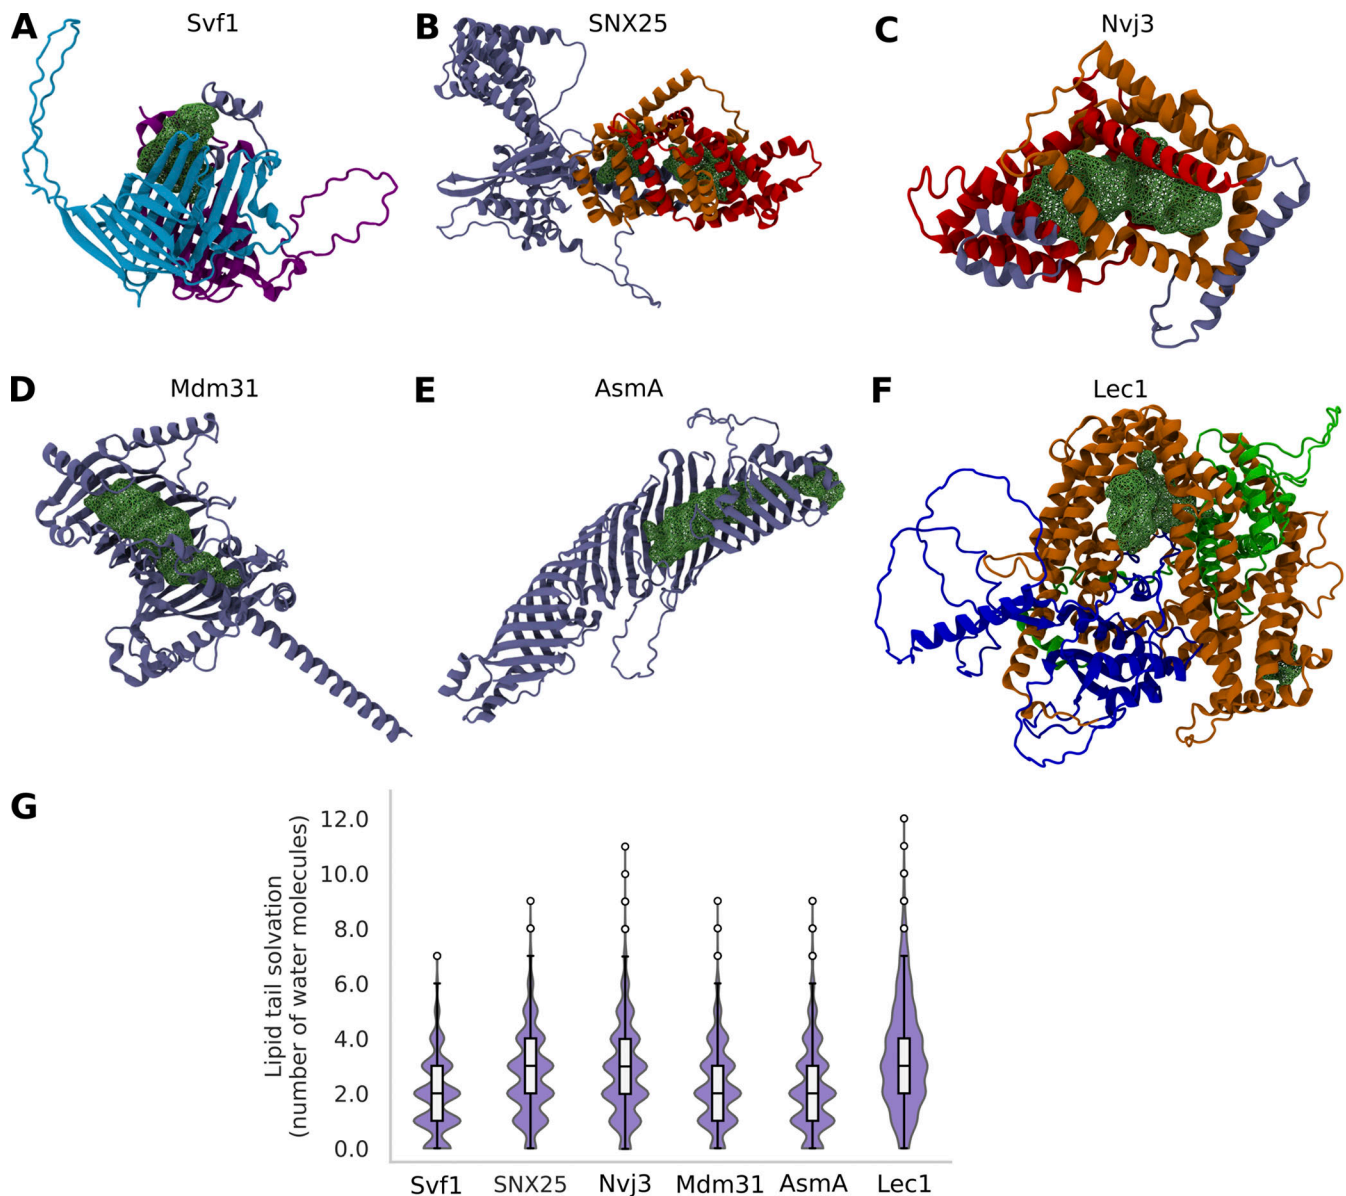 A Svf1
B SNX25
C Nvj3
D Mdm31
E AsmA
F Lec1
G
Lipid tail solvation
(number of water molecules)
12.0
10.0
8.0
6.0
4.0
2.0
0.0
Svf1 SNX25 Nvj3 Mdm31 AsmA Lec1